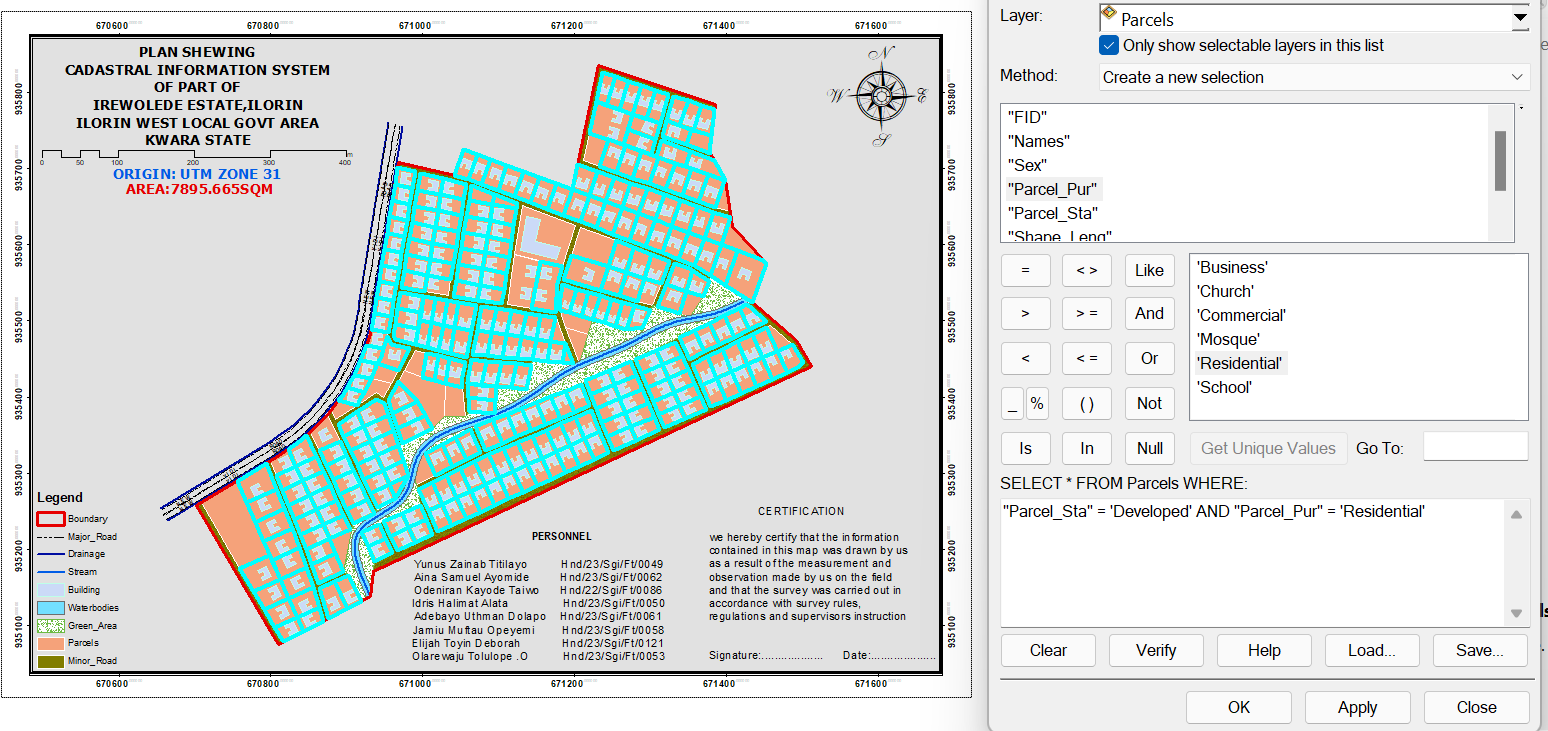 670600
670800
671000
671200
671400
671600
PLAN SHEWING
CADASTRAL INFORMATION SYSTEM
OF PART OF
IREWOLEDE ESTATE,ILORIN
ILORIN WEST LOCAL GOVT AREA
KWARA STATE
0 50 100 200 300 400 m
ORIGIN: UTM ZONE 31
AREA:7895.665SQM
N
W E
S
935800
935700
935600
935500
935400
935300
935200
935100
935800
935700
935600
935500
935400
935300
935200
935100
Legend
Boundary
Major_Road
Drainage
Stream
Building
Waterbodies
Green_Area
Parcels
Minor_Road
PERSONNEL
Yunus Zainab Titilayo Hnd/23/Sgi/Ft/0049
Aina Samuel Ayomide Hnd/23/Sgi/Ft/0062
Odeniran Kayode Taiwo Hnd/22/Sgi/Ft/0086
Idris Halimat Alata Hnd/23/Sgi/Ft/0050
Adebayo Uthman Dolapo Hnd/23/Sgi/Ft/0061
Jamiu Muftau Opeyemi Hnd/23/Sgi/Ft/0058
Elijah Toyin Deborah Hnd/23/Sgi/Ft/0121
Olarewaju Tolulope .O Hnd/23/Sgi/Ft/0053
CERTIFICATION
we hereby certify that the information
contained in this map was drawn by us
as a result of the measurement and
observation made by us on the field
and that the survey was carried out in
accordance with survey rules,
regulations and supervisors instruction
Signature:................... Date:....................
670600
670800
671000
671200
671400
671600
Layer: Parcels
Only show selectable layers in this list
Method: Create a new selection
"FID"
"Names"
"Sex"
"Parcel_Pur"
"Parcel_Sta"
"Shape_Leng"
= < > Like
> > = And
< < = Or
_ % ( ) Not
Is In Null
'Business'
'Church'
'Commercial'
'Mosque'
'Residential'
'School'
Get Unique Values Go To:
SELECT * FROM Parcels WHERE:
"Parcel_Sta" = 'Developed' AND "Parcel_Pur" = 'Residential'
Clear Verify Help Load... Save...
OK Apply Close